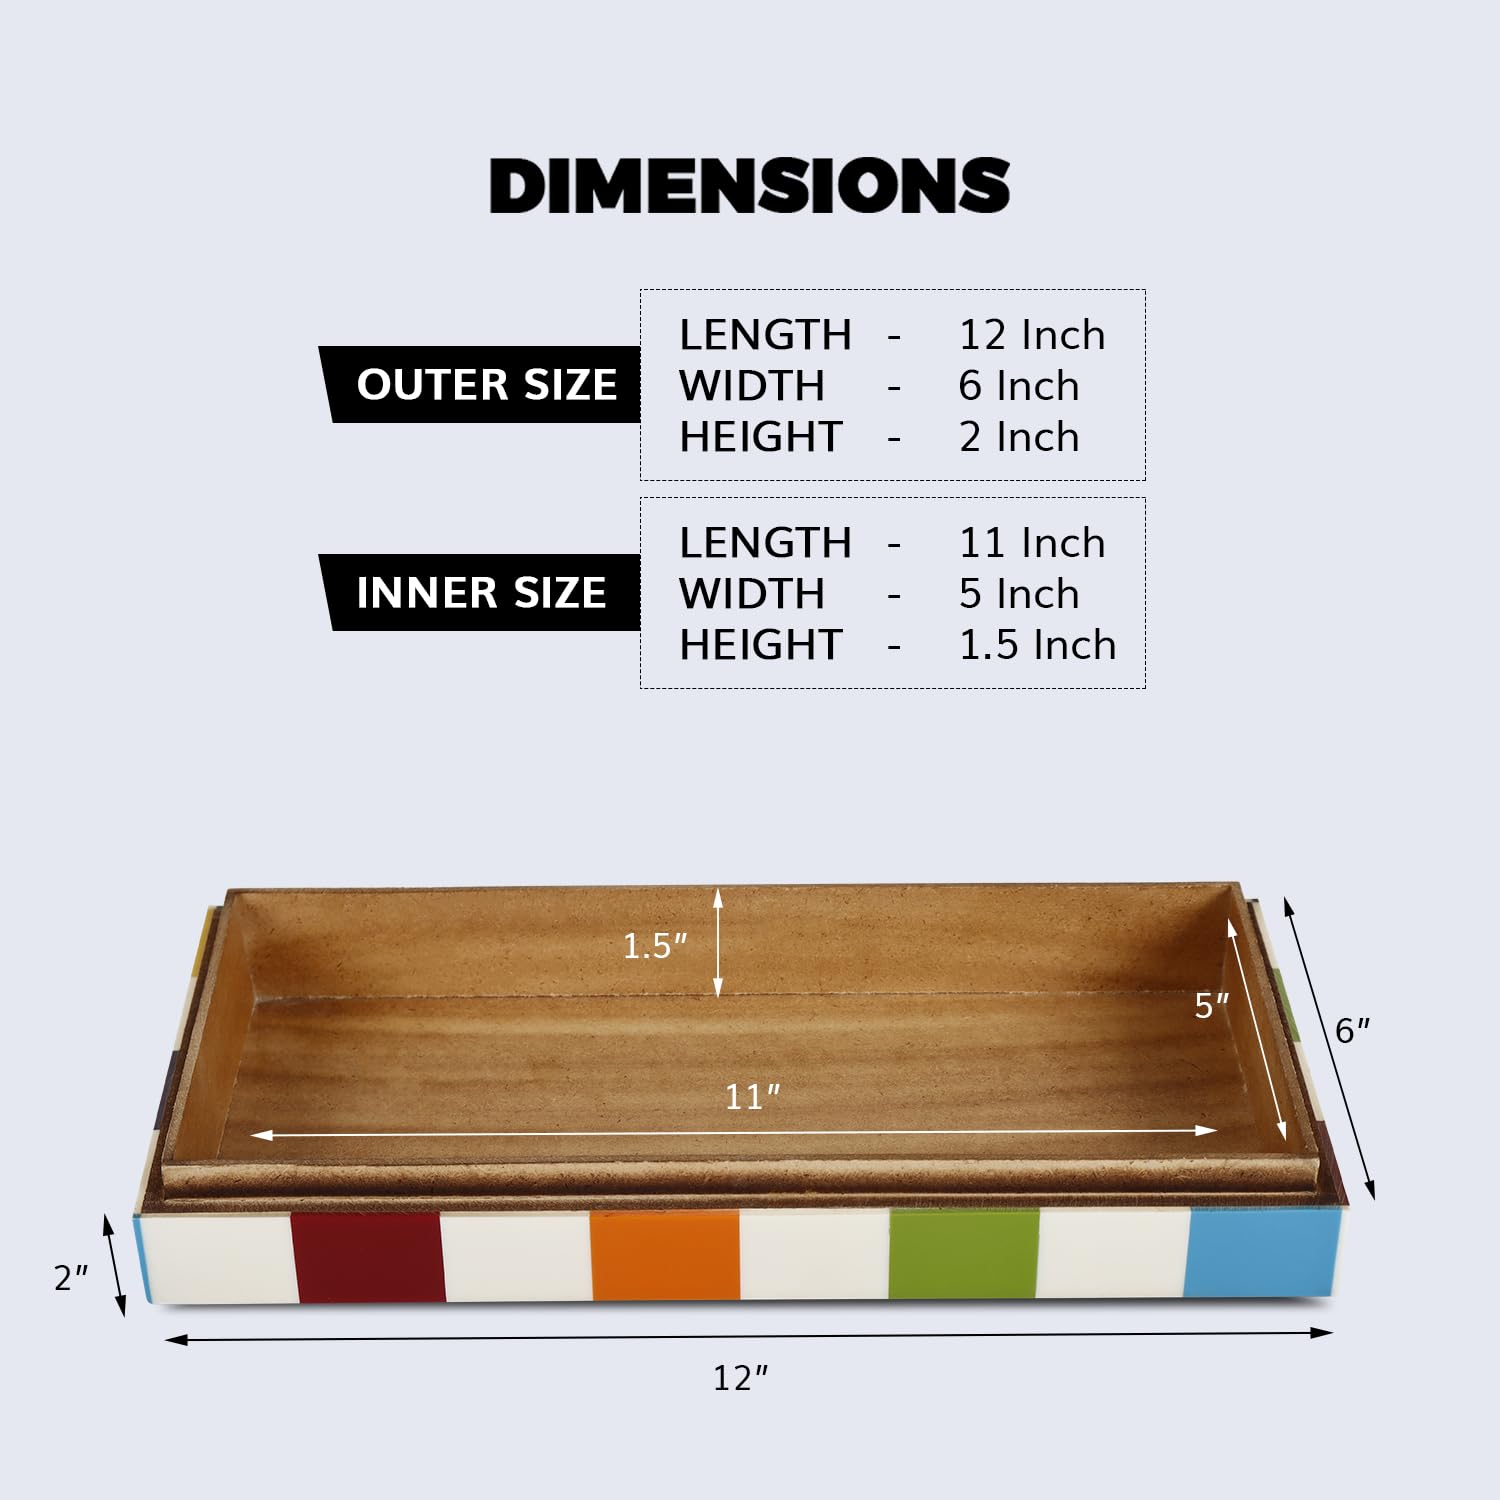 DIMENSIONS
OUTER SIZE
LENGTH - 12 Inch
WIDTH - 6 Inch
HEIGHT - 2 Inch
INNER SIZE
LENGTH - 11 Inch
WIDTH - 5 Inch
HEIGHT - 1.5 Inch
1.5"
5"
6"
11"
2"
12"